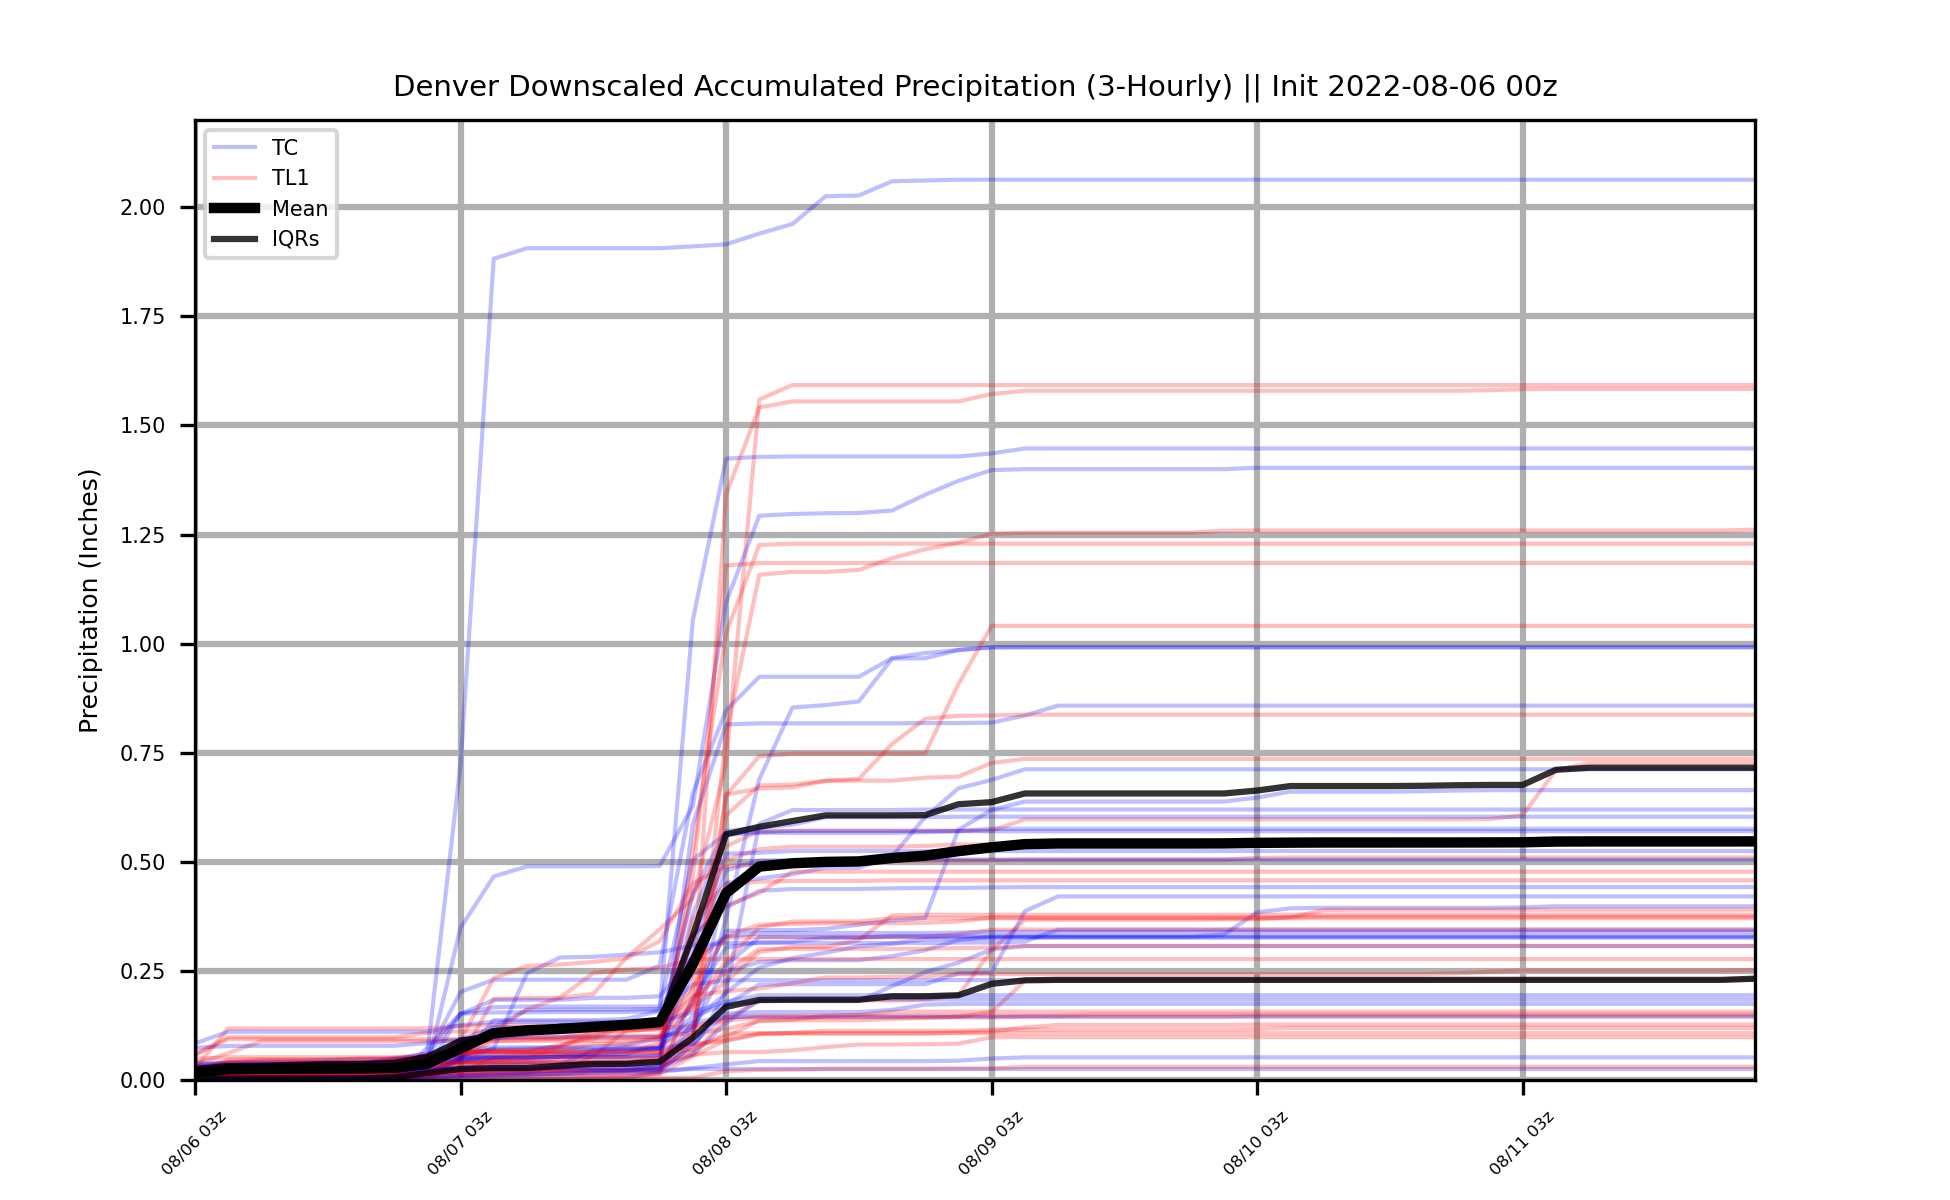 Denver Downscaled Accumulated Precipitation (3-Hourly) || Init 2022-08-06 00z
TC
TL1
Mean
IQRs
Precipitation (Inches)
2.00
1.75
1.50
1.25
1.00
0.75
0.50
0.25
0.00
08/06 03z
08/07 03z
08/08 03z
08/09 03z
08/10 03z
08/11 03z